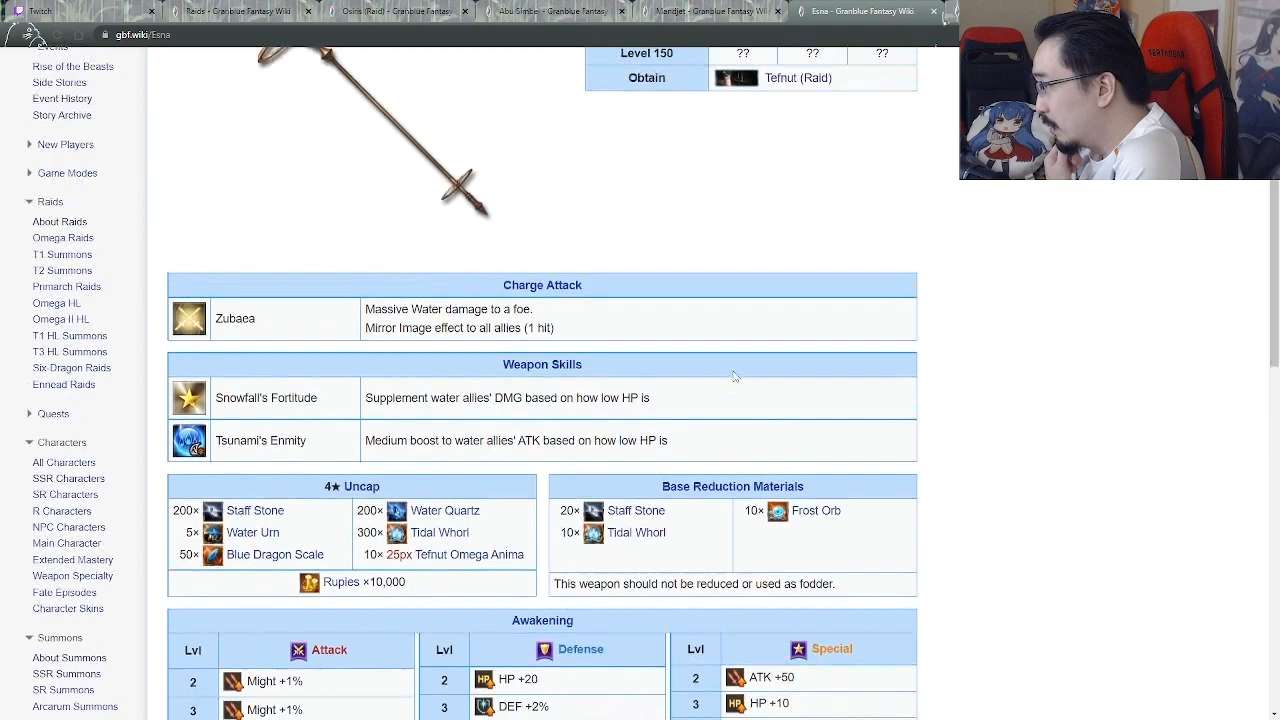 Twitch
Raids - Granblue Fantasy Wiki
Osiris (Raid) - Granblue Fantasy
Abu Simbel - Granblue Fantasy
Mandjet - Granblue Fantasy Wiki
Esna - Granblue Fantasy Wiki
gbf.wiki/Esna
Events
Rise of the Beasts
Side Stories
Event History
Story Archive
New Players
Game Modes
Raids
About Raids
Omega Raids
T1 Summons
T2 Summons
Primarch Raids
Omega HL
Omega II HL
T1 HL Summons
T3 HL Summons
Six-Dragon Raids
Ennead Raids
Quests
Characters
All Characters
SSR Characters
SR Characters
R Characters
NPC Characters
Main Character
Extended Mastery
Weapon Specialty
Fate Episodes
Character Skins
Summons
About Summons
SSR Summons
SR Summons
Arcarum Summons
Level 150 ?? ?? ??
Obtain Tefnut (Raid)
Charge Attack
Zubaea
Massive Water damage to a foe.
Mirror Image effect to all allies (1 hit)
Weapon Skills
Snowfall's Fortitude
Supplement water allies' DMG based on how low HP is
Tsunami's Enmity
Medium boost to water allies' ATK based on how low HP is
4★ Uncap
200× Staff Stone 200× Water Quartz
5× Water Urn 300× Tidal Whorl
50× Blue Dragon Scale 10× 25px Tefnut Omega Anima
Rupies ×10,000
Base Reduction Materials
20× Staff Stone 10× Frost Orb
10× Tidal Whorl
This weapon should not be reduced or used as fodder.
Awakening
Lvl Attack Lvl Defense Lvl Special
2 Might +1% 2 HP +20 2 ATK +50
3 Might +1% 3 DEF +2% 3 HP +10